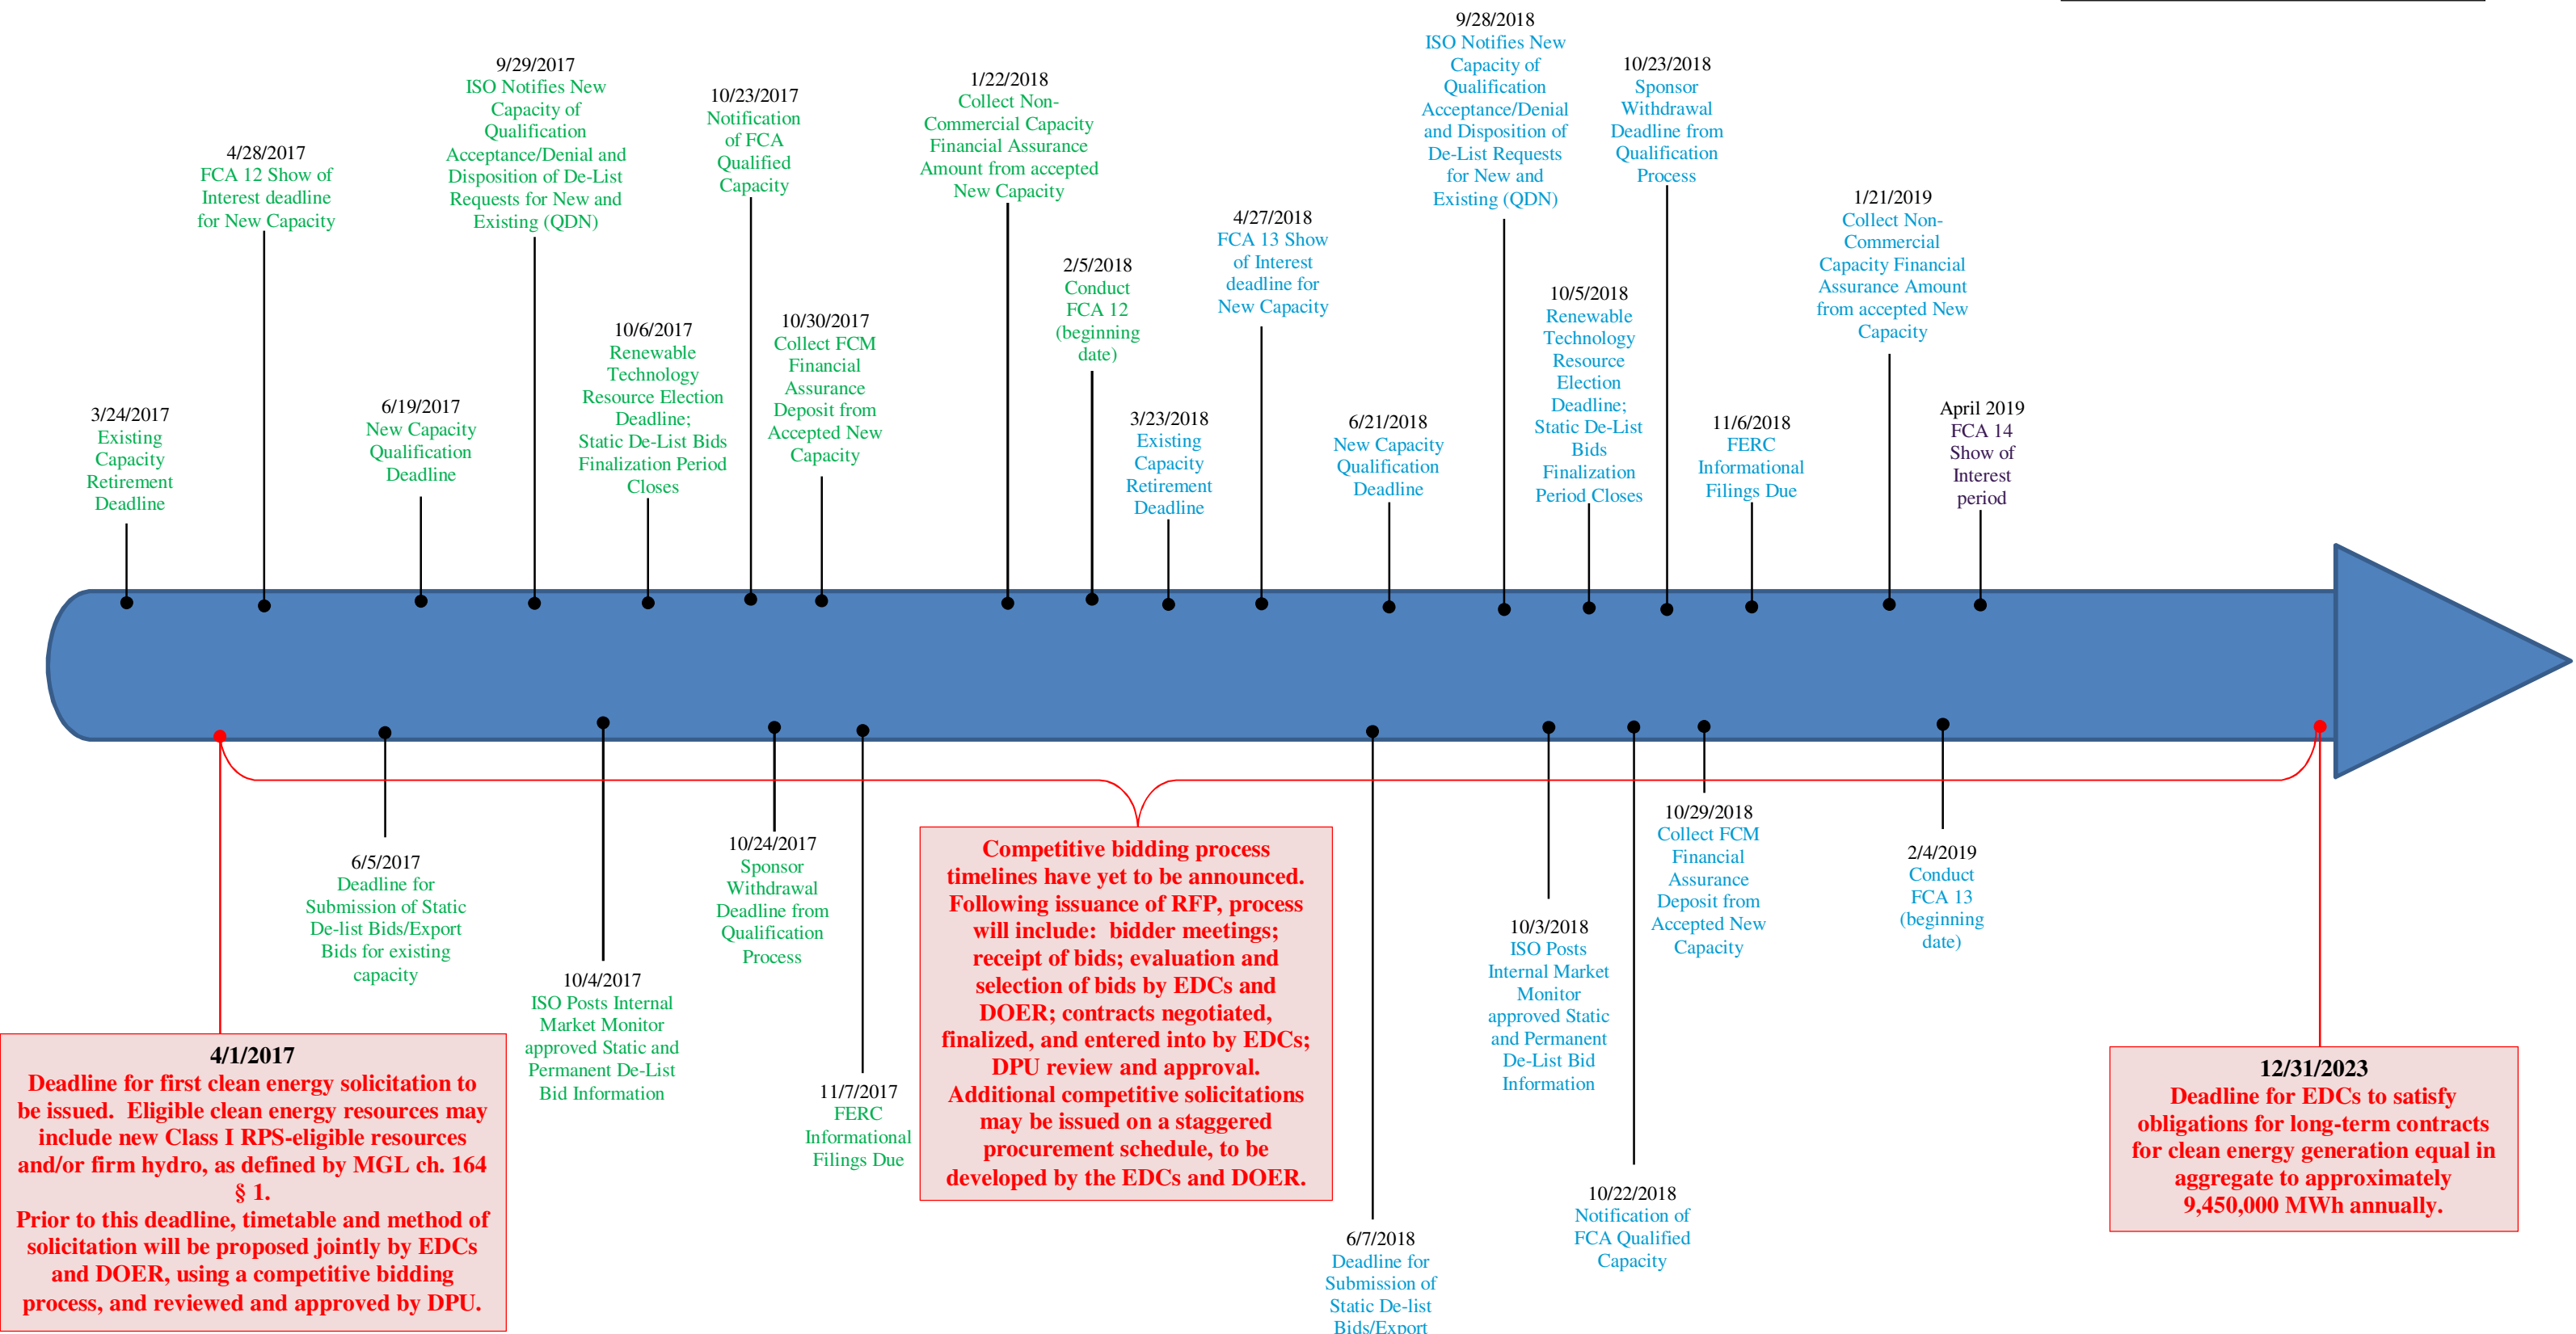 3/24/2017
Existing
Capacity
Retirement
Deadline
4/28/2017
FCA 12 Show of
Interest deadline
for New Capacity
6/19/2017
New Capacity
Qualification
Deadline
9/29/2017
ISO Notifies New
Capacity of
Qualification
Acceptance/Denial and
Disposition of De-List
Requests for New and
Existing (QDN)
10/6/2017
Renewable
Technology
Resource Election
Deadline;
Static De-List Bids
Finalization Period
Closes
10/23/2017
Notification
of FCA
Qualified
Capacity
10/30/2017
Collect FCM
Financial
Assurance
Deposit from
Accepted New
Capacity
1/22/2018
Collect Non-
Commercial Capacity
Financial Assurance
Amount from accepted
New Capacity
2/5/2018
Conduct
FCA 12
(beginning
date)
3/23/2018
Existing
Capacity
Retirement
Deadline
4/27/2018
FCA 13 Show
of Interest
deadline for
New Capacity
6/21/2018
New Capacity
Qualification
Deadline
9/28/2018
ISO Notifies New
Capacity of
Qualification
Acceptance/Denial
and Disposition of
De-List Requests
for New and
Existing (QDN)
10/5/2018
Renewable
Technology
Resource
Election
Deadline;
Static De-List
Bids
Finalization
Period Closes
10/23/2018
Sponsor
Withdrawal
Deadline from
Qualification
Process
11/6/2018
FERC
Informational
Filings Due
1/21/2019
Collect Non-
Commercial
Capacity Financial
Assurance Amount
from accepted New
Capacity
April 2019
FCA 14
Show of
Interest
period
4/1/2017
Deadline for first clean energy solicitation to
be issued.  Eligible clean energy resources may
include new Class I RPS-eligible resources
and/or firm hydro, as defined by MGL ch. 164
§ 1.
Prior to this deadline, timetable and method of
solicitation will be proposed jointly by EDCs
and DOER, using a competitive bidding
process, and reviewed and approved by DPU.
6/5/2017
Deadline for
Submission of Static
De-list Bids/Export
Bids for existing
capacity
10/4/2017
ISO Posts Internal
Market Monitor
approved Static and
Permanent De-List
Bid Information
10/24/2017
Sponsor
Withdrawal
Deadline from
Qualification
Process
11/7/2017
FERC
Informational
Filings Due
Competitive bidding process
timelines have yet to be announced.
Following issuance of RFP, process
will include:  bidder meetings;
receipt of bids; evaluation and
selection of bids by EDCs and
DOER; contracts negotiated,
finalized, and entered into by EDCs;
DPU review and approval.
Additional competitive solicitations
may be issued on a staggered
procurement schedule, to be
developed by the EDCs and DOER.
6/7/2018
Deadline for
Submission of
Static De-list
Bids/Export
10/3/2018
ISO Posts
Internal Market
Monitor
approved Static
and Permanent
De-List Bid
Information
10/22/2018
Notification of
FCA Qualified
Capacity
10/29/2018
Collect FCM
Financial
Assurance
Deposit from
Accepted New
Capacity
2/4/2019
Conduct
FCA 13
(beginning
date)
12/31/2023
Deadline for EDCs to satisfy
obligations for long-term contracts
for clean energy generation equal in
aggregate to approximately
9,450,000 MWh annually.